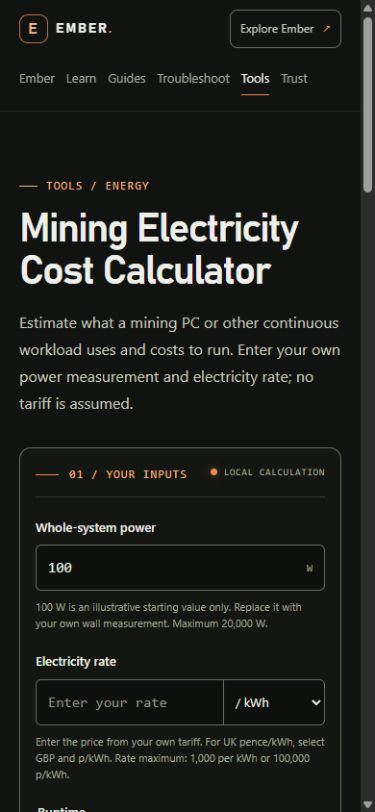 E EMBER.
Explore Ember ↗
Ember Learn Guides Troubleshoot Tools Trust
TOOLS / ENERGY
Mining Electricity
Cost Calculator
Estimate what a mining PC or other continuous
workload uses and costs to run. Enter your own
power measurement and electricity rate; no
tariff is assumed.
01 / YOUR INPUTS
LOCAL CALCULATION
Whole-system power
100 W
100 W is an illustrative starting value only. Replace it with
your own wall measurement. Maximum 20,000 W.
Electricity rate
Enter your rate / kWh
Enter the price from your own tariff. For UK pence/kWh, select
GBP and p/kWh. Rate maximum: 1,000 per kWh or 100,000
p/kWh.
Runtime